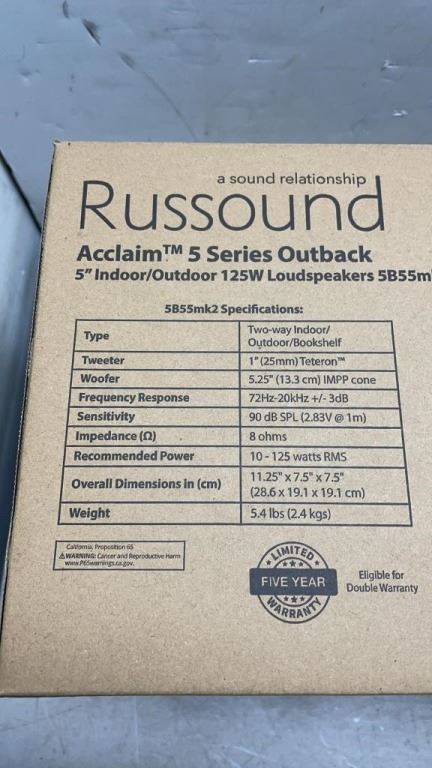 a sound relationship
Russound
Acclaim™ 5 Series Outback
5" Indoor/Outdoor 125W Loudspeakers 5B55m
5B55mk2 Specifications:
Type
Two-way Indoor/
Outdoor/Bookshelf
Tweeter
1" (25mm) Teteron™
Woofer
5.25" (13.3 cm) IMPP cone
Frequency Response
72Hz-20kHz +/- 3dB
Sensitivity
90 dB SPL (2.83V @ 1m)
Impedance (Ω)
8 ohms
Recommended Power
10 - 125 watts RMS
Overall Dimensions in (cm)
11.25" x 7.5" x 7.5"
(28.6 x 19.1 x 19.1 cm)
Weight
5.4 lbs (2.4 kgs)
California, Proposition 65
⚠WARNING: Cancer and Reproductive Harm
www.P65warnings.ca.gov.
LIMITED
FIVE YEAR
WARRANTY
Eligible for
Double Warranty